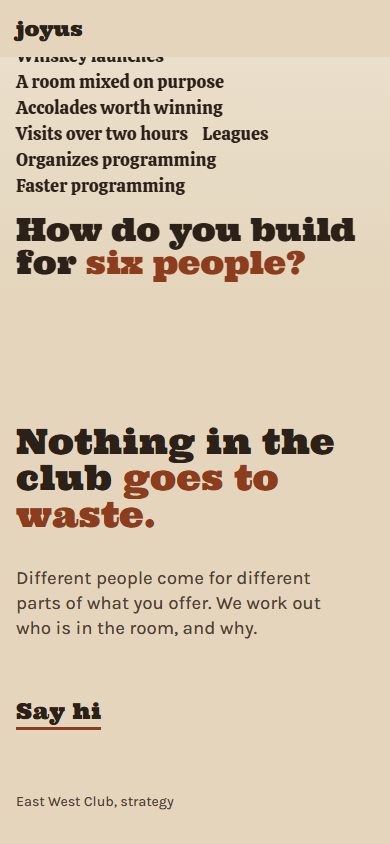 joyus
Whiskey launches
A room mixed on purpose
Accolades worth winning
Visits over two hours Leagues
Organizes programming
Faster programming
How do you build
for six people?
Nothing in the
club goes to
waste.
Different people come for different
parts of what you offer. We work out
who is in the room, and why.
Say hi
East West Club, strategy